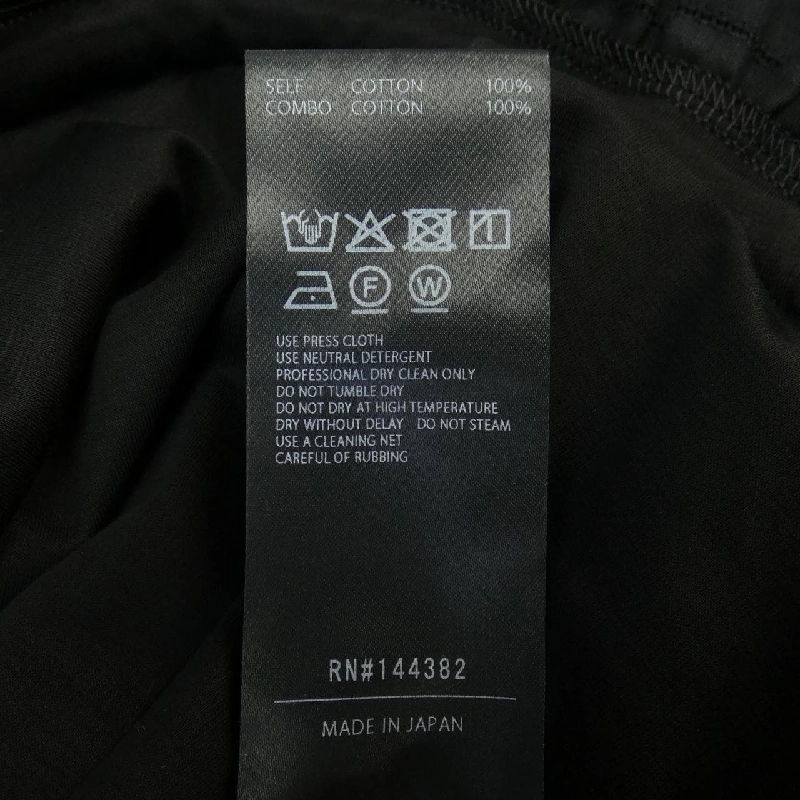 SELF COTTON 100%
COMBO COTTON 100%
F W
USE PRESS CLOTH
USE NEUTRAL DETERGENT
PROFESSIONAL DRY CLEAN ONLY
DO NOT TUMBLE DRY
DO NOT DRY AT HIGH TEMPERATURE
DRY WITHOUT DELAY DO NOT STEAM
USE A CLEANING NET
CAREFUL OF RUBBING
RN#144382
MADE IN JAPAN